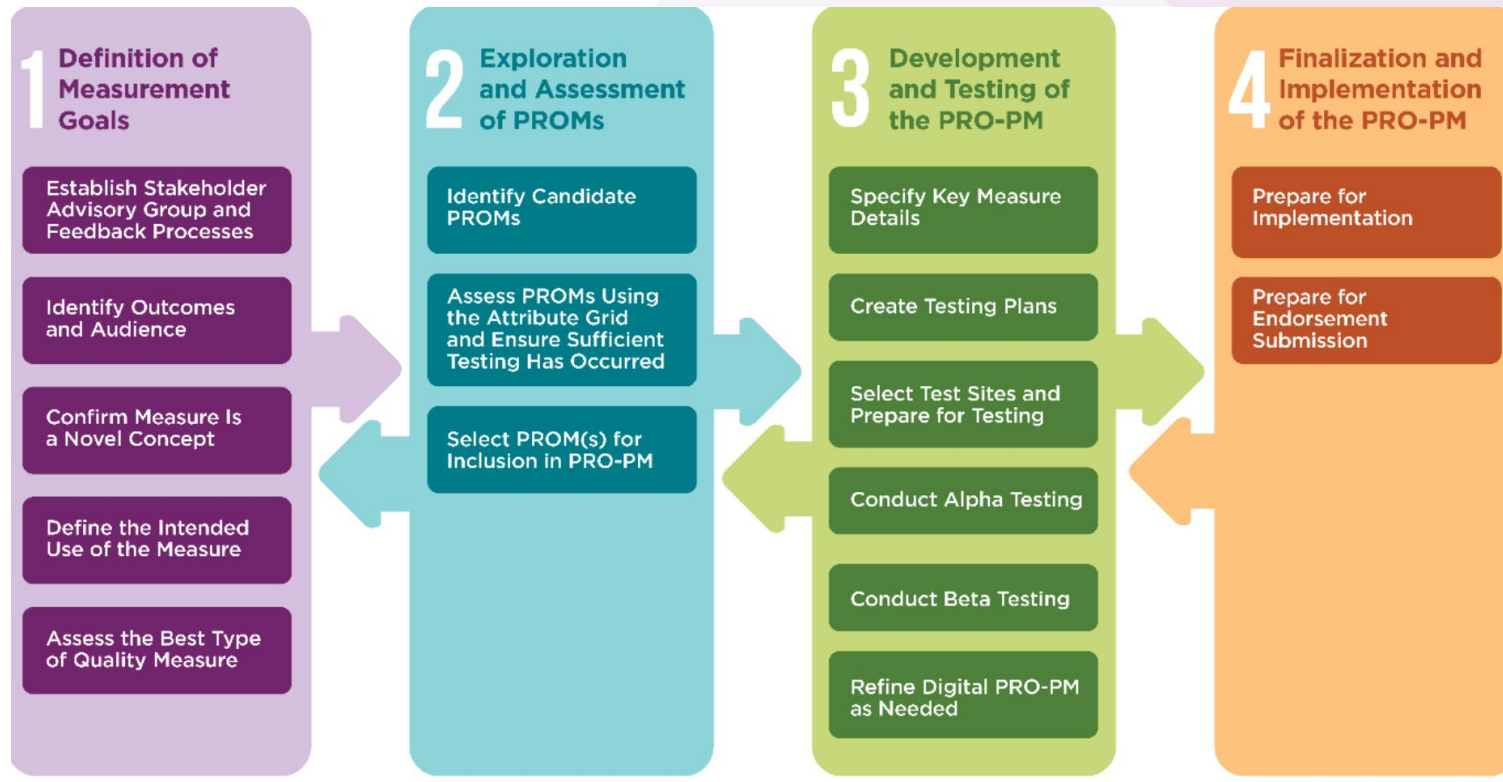 1
Definition of
Measurement
Goals
Establish Stakeholder
Advisory Group and
Feedback Processes
Identify Outcomes
and Audience
Confirm Measure Is
a Novel Concept
Define the Intended
Use of the Measure
Assess the Best Type
of Quality Measure
2
Exploration
and Assessment
of PROMs
Identify Candidate
PROMs
Assess PROMs Using
the Attribute Grid
and Ensure Sufficient
Testing Has Occurred
Select PROM(s) for
Inclusion in PRO-PM
3
Development
and Testing of
the PRO-PM
Specify Key Measure
Details
Create Testing Plans
Select Test Sites and
Prepare for Testing
Conduct Alpha Testing
Conduct Beta Testing
Refine Digital PRO-PM
as Needed
4
Finalization and
Implementation
of the PRO-PM
Prepare for
Implementation
Prepare for
Endorsement
Submission